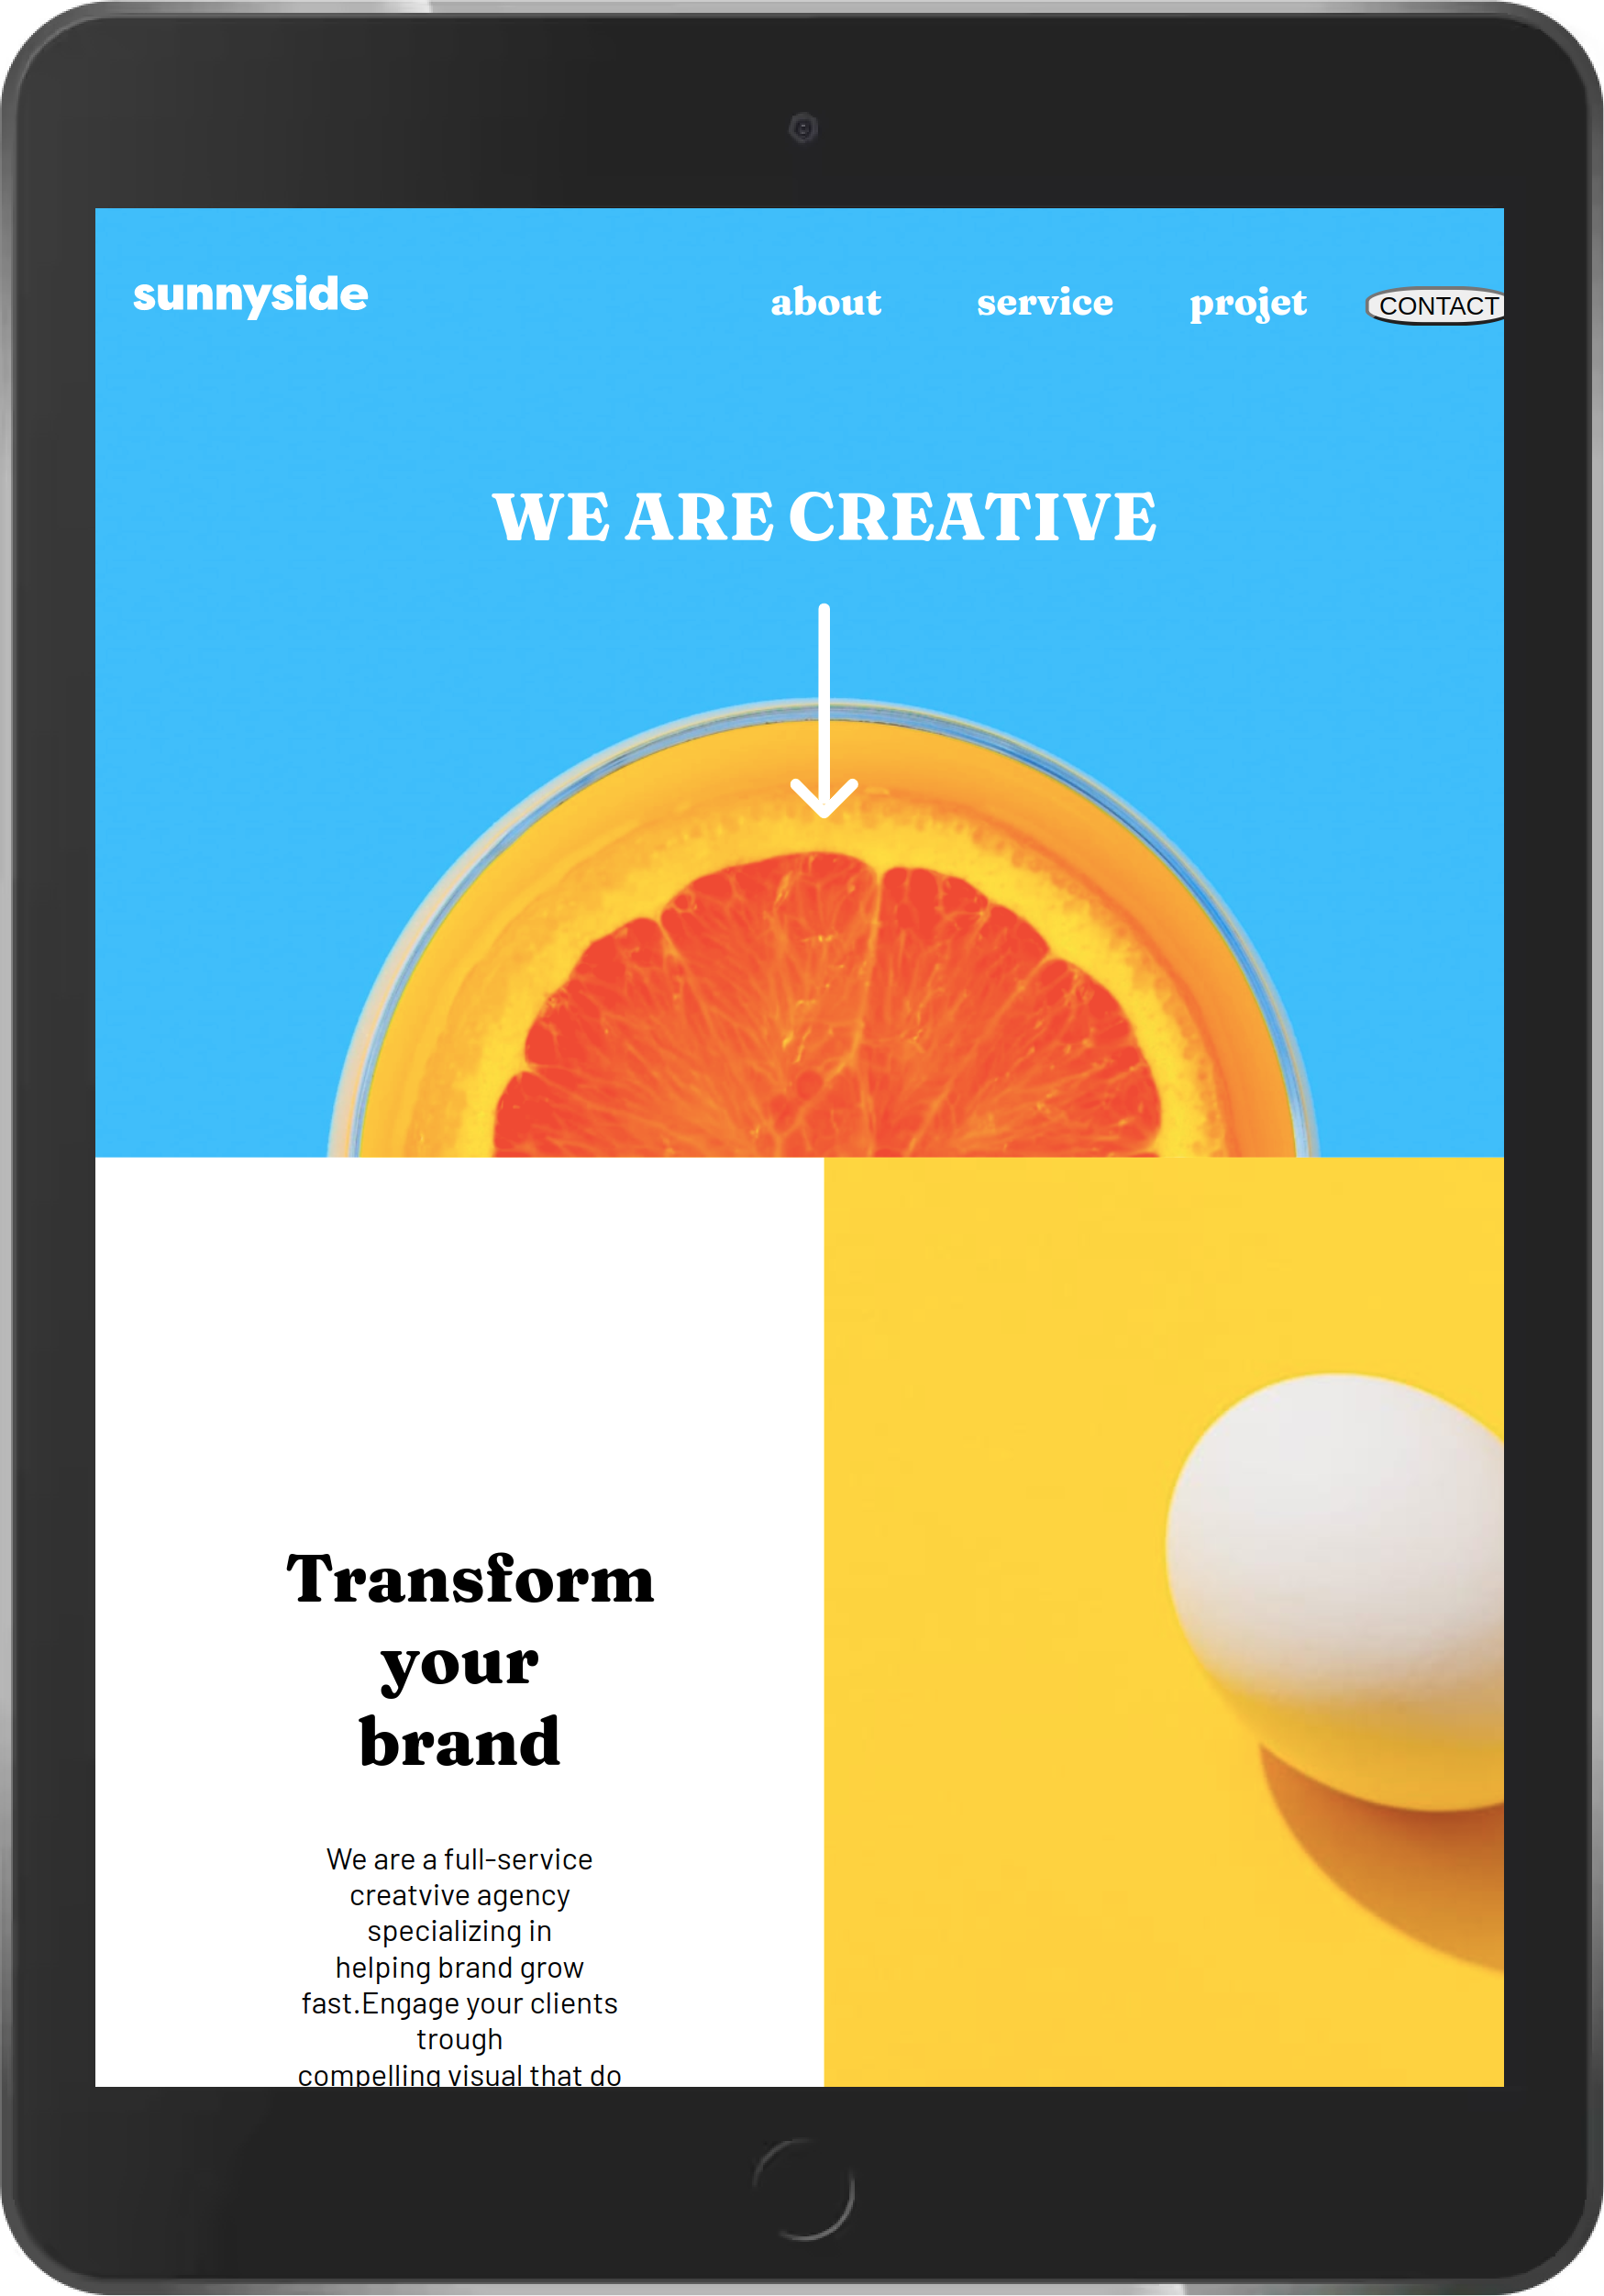 sunnyside
about service projet CONTACT
WE ARE CREATIVE
Transform
your
brand
We are a full-service
creatvive agency
specializing in
helping brand grow
fast.Engage your clients
trough
compelling visual that do